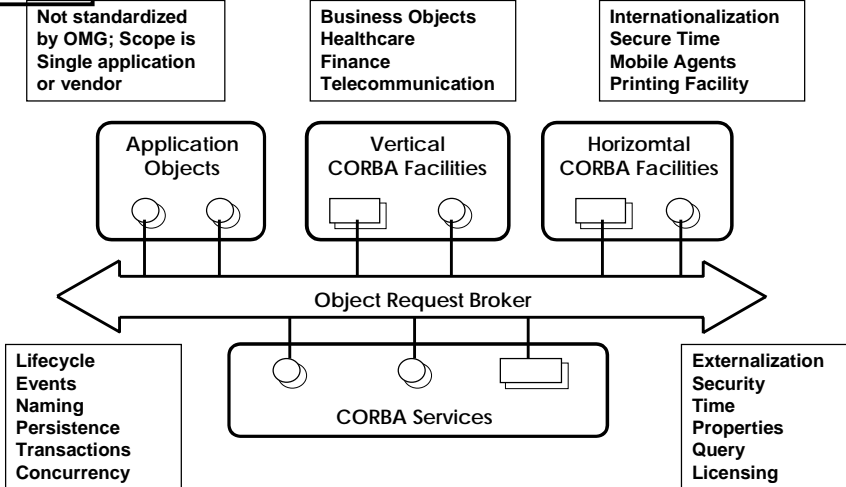 Not standardized
by OMG; Scope is
Single application
or vendor
Business Objects
Healthcare
Finance
Telecommunication
Internationalization
Secure Time
Mobile Agents
Printing Facility
Application
Objects
Vertical
CORBA Facilities
Horizomtal
CORBA Facilities
Object Request Broker
Lifecycle
Events
Naming
Persistence
Transactions
Concurrency
CORBA Services
Externalization
Security
Time
Properties
Query
Licensing